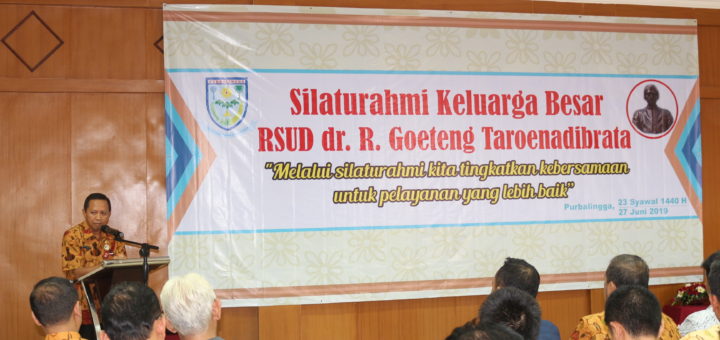 Silaturahmi Keluarga Besar
RSUD dr. R. Goeteng Taroenadibrata
"Melalui silaturahmi kita tingkatkan kebersamaan
untuk pelayanan yang lebih baik"
Purbalingga, 23 Syawal 1440 H
27 Juni 2019